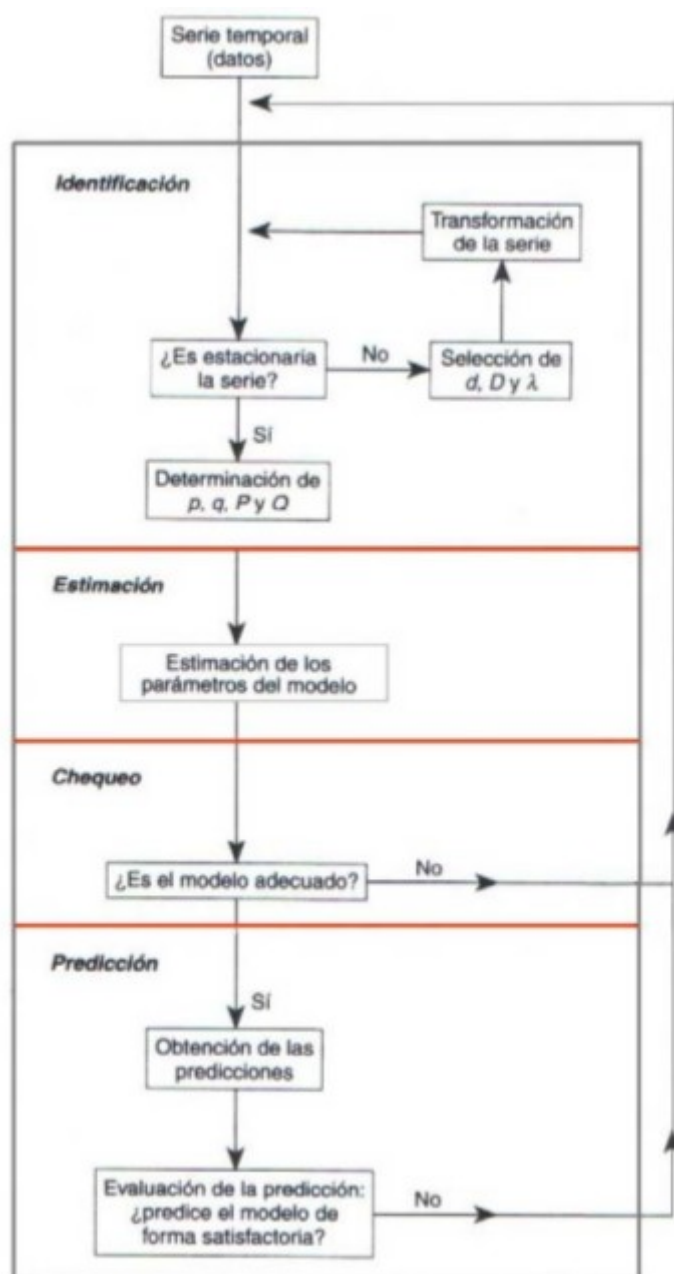 Serie temporal
(datos)
Identificación
Transformación
de la serie
¿Es estacionaria
la serie?
No
Selección de
d, D y λ
Sí
Determinación de
p, q, P y Q
Estimación
Estimación de los
parámetros del modelo
Chequeo
¿Es el modelo adecuado?
No
Predicción
Sí
Obtención de las
predicciones
Evaluación de la predicción:
¿predice el modelo de
forma satisfactoria?
No